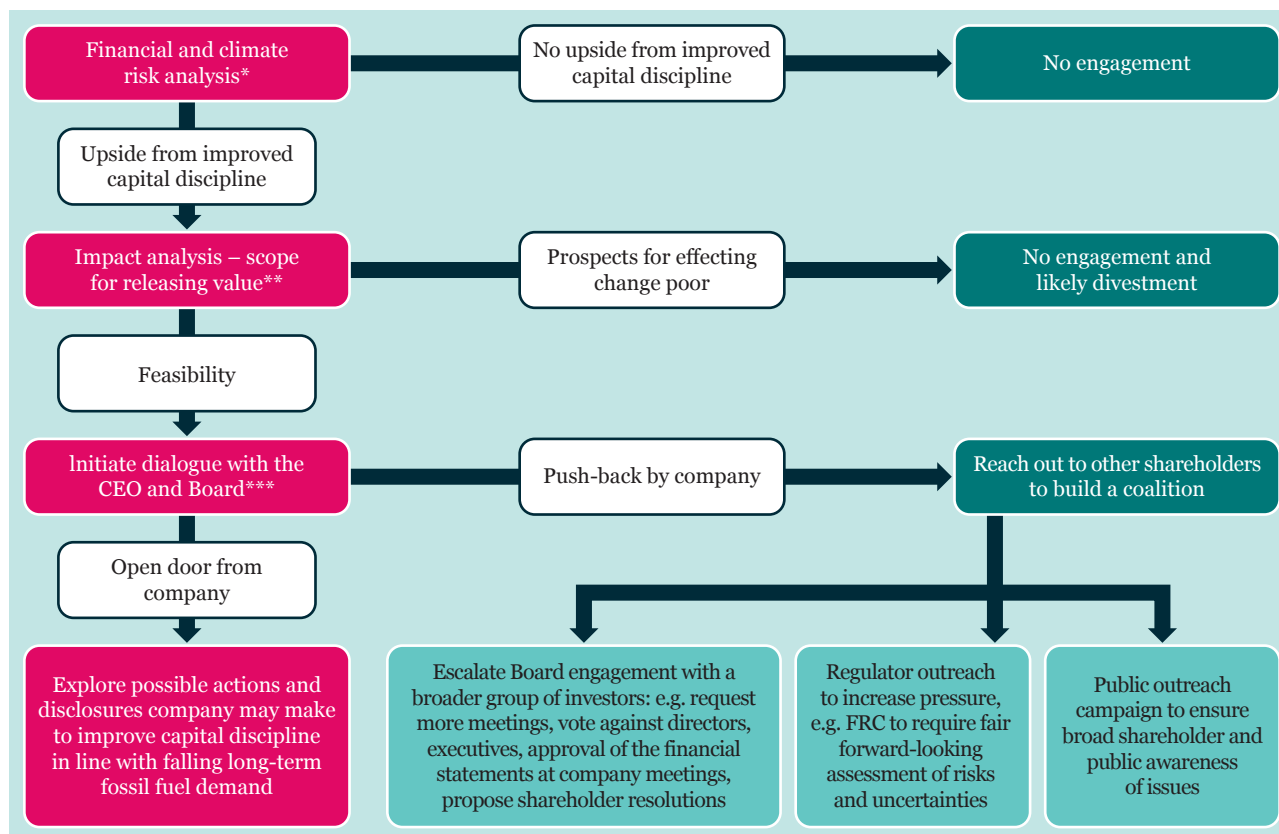 Financial and climate
risk analysis*
No upside from improved
capital discipline
No engagement
Upside from improved
capital discipline
Impact analysis – scope
for releasing value**
Prospects for effecting
change poor
No engagement and
likely divestment
Feasibility
Initiate dialogue with the
CEO and Board***
Push-back by company
Reach out to other shareholders
to build a coalition
Open door from
company
Explore possible actions and
disclosures company may make
to improve capital discipline
in line with falling long-term
fossil fuel demand
Escalate Board engagement with a
broader group of investors: e.g. request
more meetings, vote against directors,
executives, approval of the financial
statements at company meetings,
propose shareholder resolutions
Regulator outreach
to increase pressure,
e.g. FRC to require fair
forward-looking
assessment of risks
and uncertainties
Public outreach
campaign to ensure
broad shareholder and
public awareness
of issues